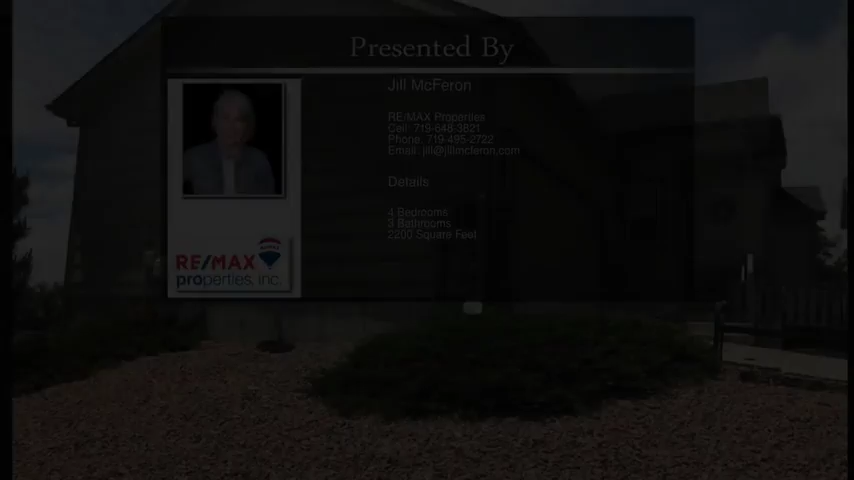 Presented By
Jill McFeron
RE/MAX Properties
Cell: 719-648-3821
Phone: 719-495-2722
Email: jill@jillmcferon.com
Details
4 Bedrooms
3 Bathrooms
2200 Square Feet
RE/MAX
properties, inc.